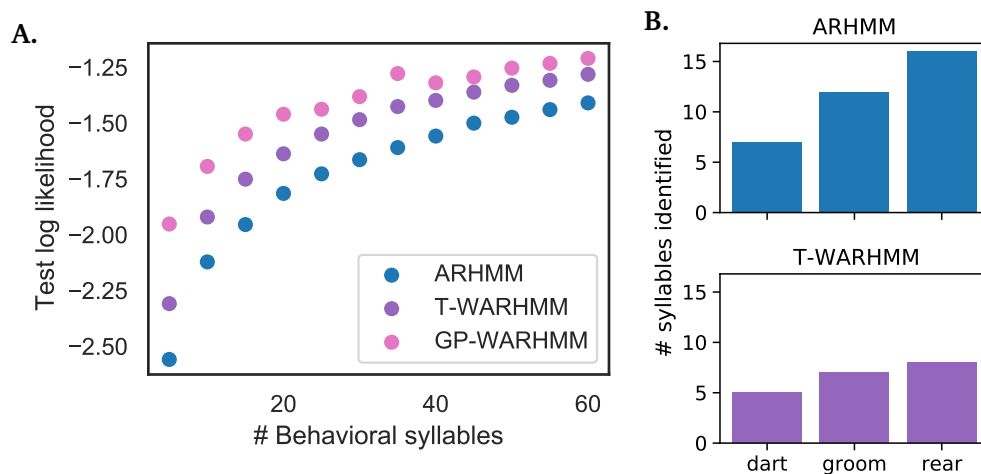 A.
−1.25
−1.50
−1.75
−2.00
−2.25
−2.50
Test log likelihood
ARHMM
T-WARHMM
GP-WARHMM
20
40
60
# Behavioral syllables
B.
ARHMM
15
10
5
0
# syllables identified
T-WARHMM
15
10
5
0
dart
groom
rear